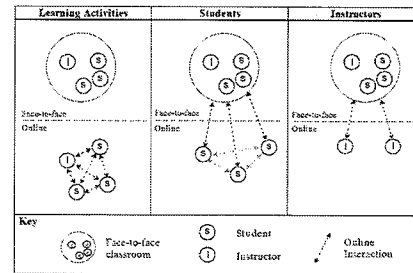 Learning Activities
Students
Instructors
I S S S S
I S S S S
I S S S S
Face-to-face
Online
Face-to-face
Online
Face-to-face
Online
I S S S
S S S
I I
Key
Face-to-face
classroom
S Student
I Instructor
Online
Interaction